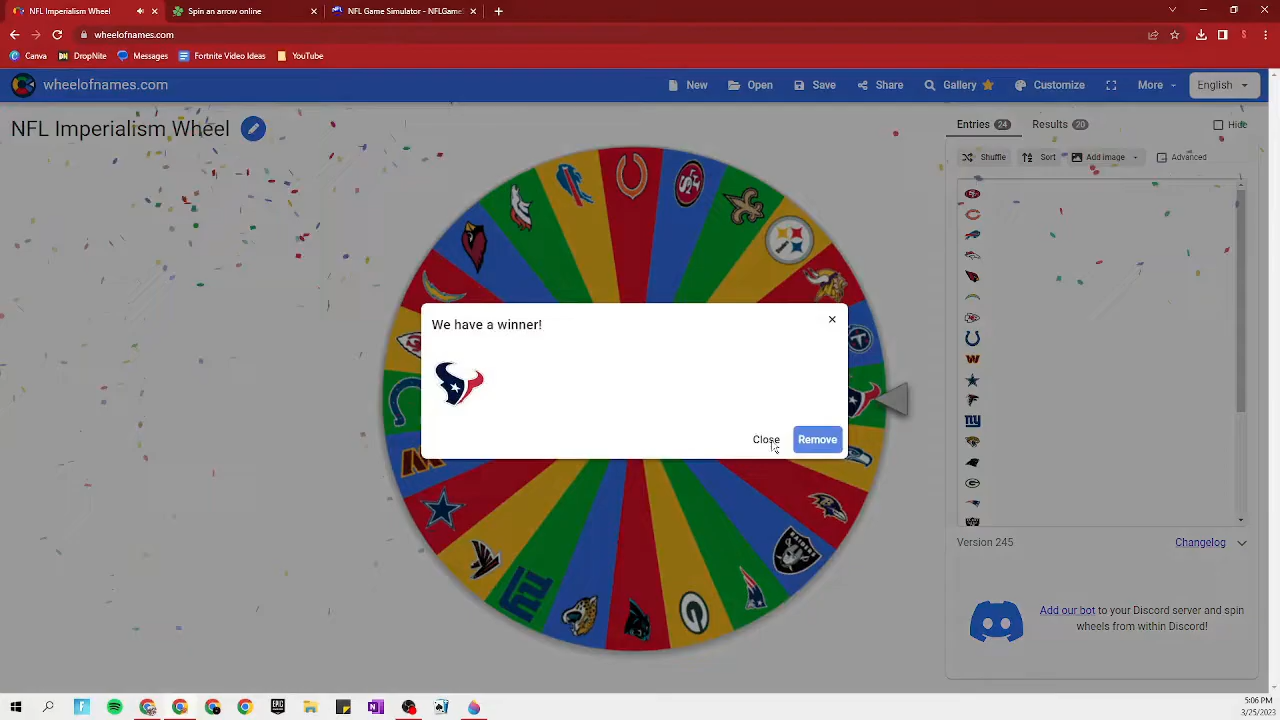 NFL Imperialism Wheel
Spin an arrow online
NFL Game Simulator - NFLGame
wheelofnames.com
Canva
DropNite
Messages
Fortnite Video Ideas
YouTube
wheelofnames.com
New
Open
Save
Share
Gallery
Customize
More
English
NFL Imperialism Wheel
Entries 24
Results 20
Hide
Shuffle
Sort
Add image
Advanced
We have a winner!
Close
Remove
Version 245
Changelog
Add our bot to your Discord server and spin
wheels from within Discord!
5:06 PM
3/25/2023